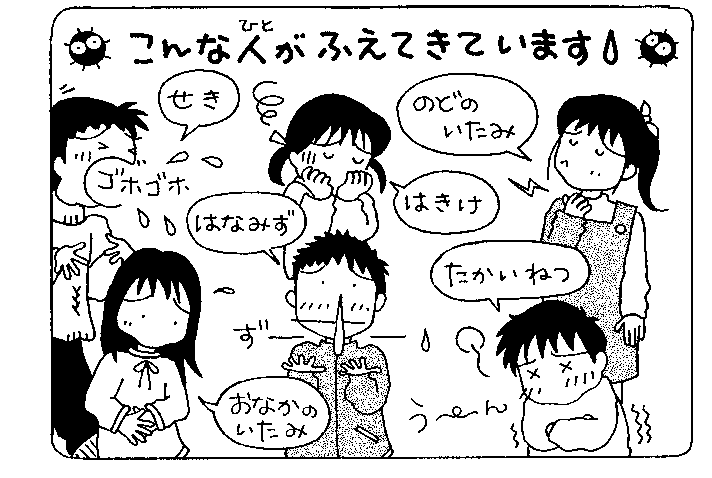 ひと
こんな人がふえてきています
せき
のどの
いたみ
ゴホゴホ
はきけ
はなみず
たかいねつ
ず
おなかの
いたみ
う〜ん